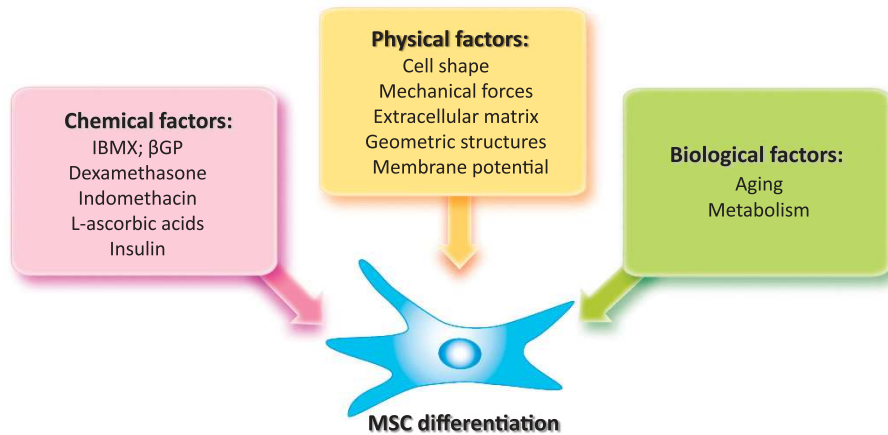 Chemical factors:
IBMX; βGP
Dexamethasone
Indomethacin
L-ascorbic acids
Insulin
Physical factors:
Cell shape
Mechanical forces
Extracellular matrix
Geometric structures
Membrane potential
Biological factors:
Aging
Metabolism
MSC differentiation